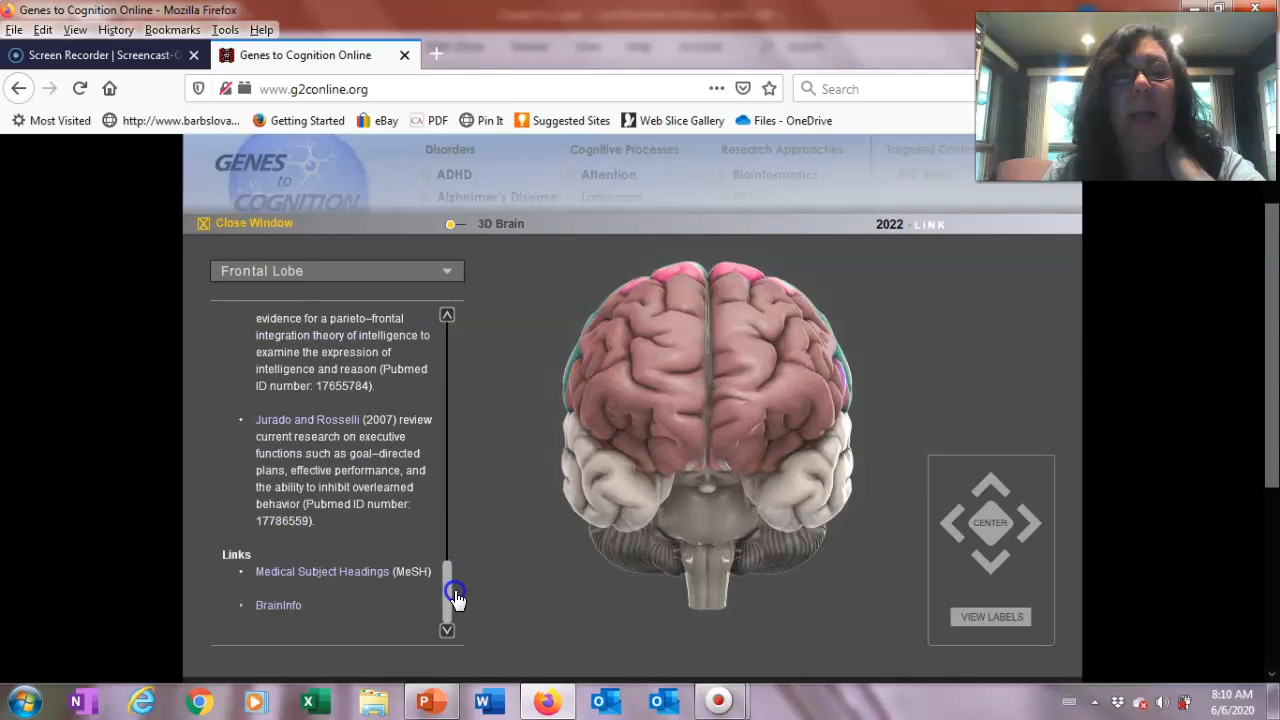 Genes to Cognition Online - Mozilla Firefox
File Edit View History Bookmarks Tools Help
Screen Recorder | Screencast-O
Genes to Cognition Online
www.g2conline.org
Search
Most Visited
http://www.barbslova...
Getting Started
eBay
PDF
Pin It
Suggested Sites
Web Slice Gallery
Files - OneDrive
GENES
to
COGNITION
Disorders
ADHD
Alzheimer's Disease
Cognitive Processes
Attention
Language
Research Approaches
Bioinformatics
Close Window
3D Brain
2022 LINK
Frontal Lobe
evidence for a parieto–frontal
integration theory of intelligence to
examine the expression of
intelligence and reason (Pubmed
ID number: 17655784).
• Jurado and Rosselli (2007) review
current research on executive
functions such as goal–directed
plans, effective performance, and
the ability to inhibit overlearned
behavior (Pubmed ID number:
17786559).
Links
• Medical Subject Headings (MeSH)
• BrainInfo
CENTER
VIEW LABELS
8:10 AM
6/6/2020